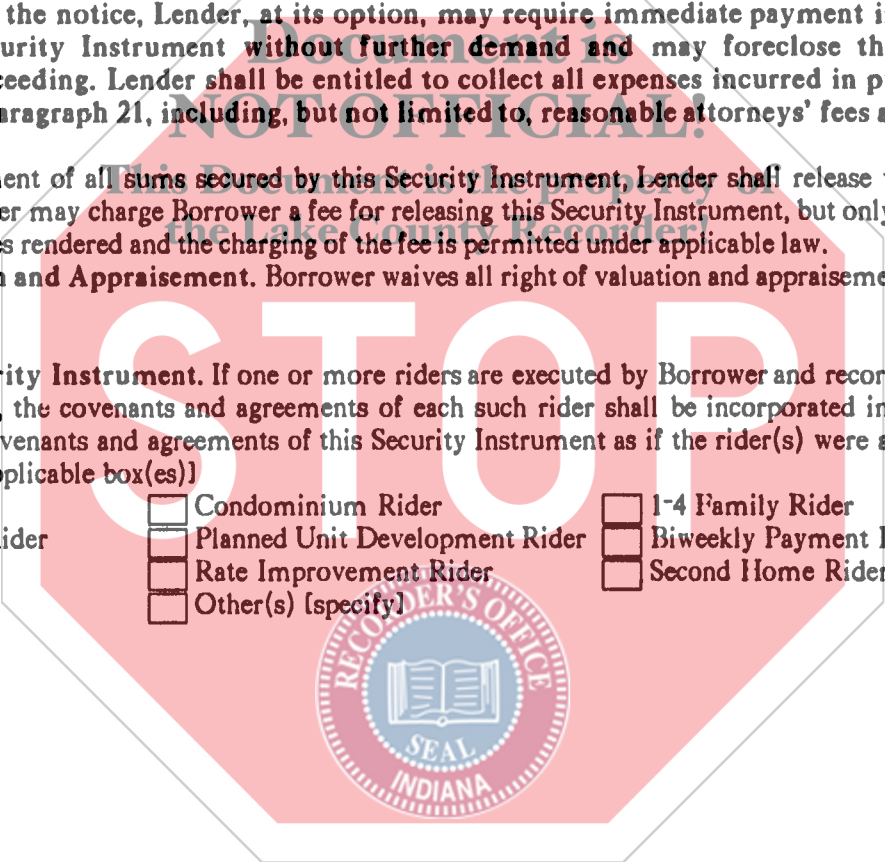 the notice, Lender, at its option, may require immediate payment i
urity Instrument without further demand and may foreclose th
Document is
ceeding. Lender shall be entitled to collect all expenses incurred in p
aragraph 21, including, but not limited to, reasonable attorneys' fees a
NOT OFFICIAL!
ent of all sums secured by this Security Instrument, Lender shall release
This Document is the property of
er may charge Borrower a fee for releasing this Security Instrument, but only
the Lake County Recorder!
s rendered and the charging of the fee is permitted under applicable law.
and Appraisement. Borrower waives all right of valuation and appraiseme
STOP
rity Instrument. If one or more riders are executed by Borrower and recor
, the covenants and agreements of each such rider shall be incorporated in
venants and agreements of this Security Instrument as if the rider(s) were a
plicable box(es)]
Condominium Rider 1-4 Family Rider
ider Planned Unit Development Rider Biweekly Payment
Rate Improvement Rider Second Home Rider
Other(s) [specify]
RECORDER'S OFFICE
SEAL
INDIANA